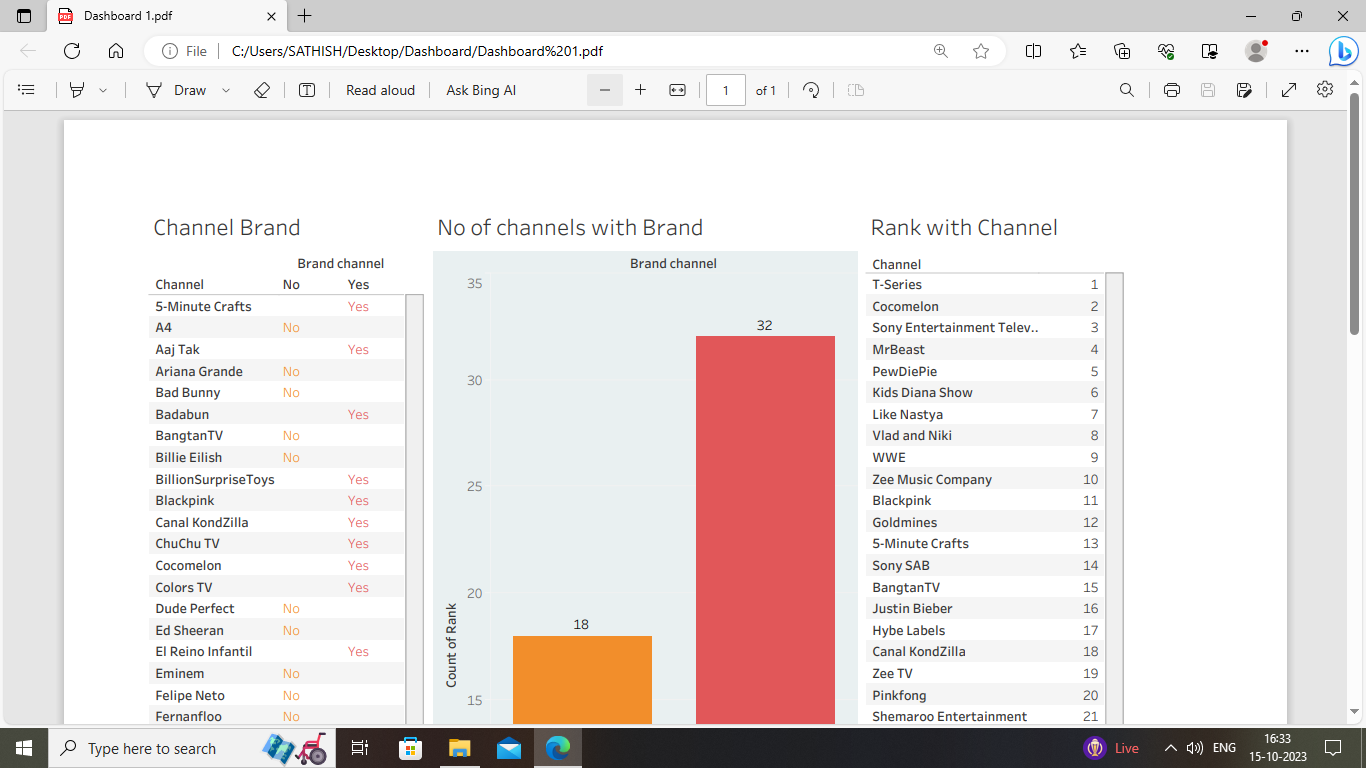 Dashboard 1.pdf
File
C:/Users/SATHISH/Desktop/Dashboard/Dashboard%201.pdf
Draw
Read aloud
Ask Bing AI
1
of 1
Channel Brand
Brand channel
Channel No Yes
5-Minute Crafts Yes
A4 No
Aaj Tak Yes
Ariana Grande No
Bad Bunny No
Badabun Yes
BangtanTV No
Billie Eilish No
BillionSurpriseToys Yes
Blackpink Yes
Canal KondZilla Yes
ChuChu TV Yes
Cocomelon Yes
Colors TV Yes
Dude Perfect No
Ed Sheeran No
El Reino Infantil Yes
Eminem No
Felipe Neto No
Fernanfloo No
No of channels with Brand
Brand channel
35
30
25
20
15
Count of Rank
18
32
Rank with Channel
Channel
T-Series 1
Cocomelon 2
Sony Entertainment Telev.. 3
MrBeast 4
PewDiePie 5
Kids Diana Show 6
Like Nastya 7
Vlad and Niki 8
WWE 9
Zee Music Company 10
Blackpink 11
Goldmines 12
5-Minute Crafts 13
Sony SAB 14
BangtanTV 15
Justin Bieber 16
Hybe Labels 17
Canal KondZilla 18
Zee TV 19
Pinkfong 20
Shemaroo Entertainment 21
Type here to search
Live
ENG
16:33
15-10-2023